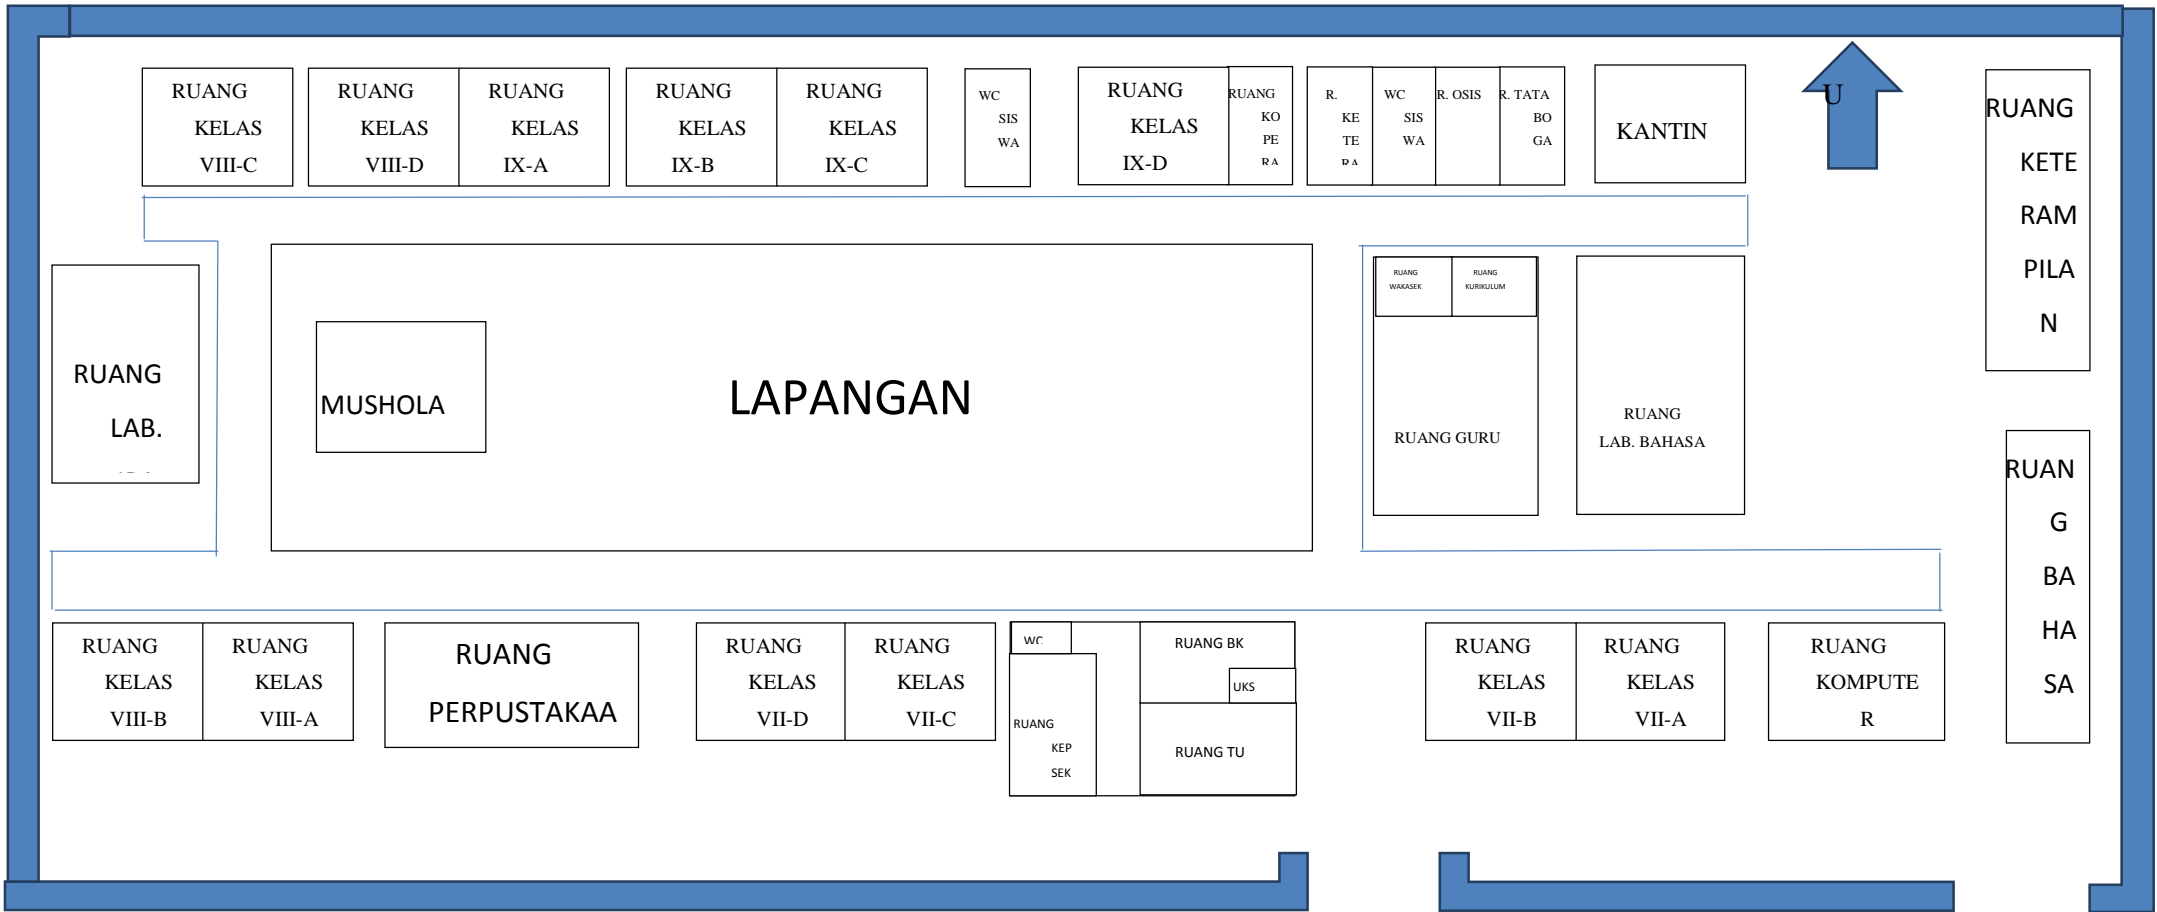 RUANG
KELAS
VIII-C
RUANG
KELAS
VIII-D
RUANG
KELAS
IX-A
RUANG
KELAS
IX-B
RUANG
KELAS
IX-C
WC
SIS
WA
RUANG
KELAS
IX-D
RUANG
KO
PE
RA
R.
KE
TE
RA
WC
SIS
WA
R. OSIS
R. TATA
BO
GA
KANTIN
U
RUANG
KETE
RAM
PILA
N
RUANG
LAB.
MUSHOLA
LAPANGAN
RUANG
WAKASEK
RUANG
KURIKULUM
RUANG GURU
RUANG
LAB. BAHASA
RUAN
G
BA
HA
SA
RUANG
KELAS
VIII-B
RUANG
KELAS
VIII-A
RUANG
PERPUSTAKAA
RUANG
KELAS
VII-D
RUANG
KELAS
VII-C
WC
RUANG
KEP
SEK
RUANG BK
UKS
RUANG TU
RUANG
KELAS
VII-B
RUANG
KELAS
VII-A
RUANG
KOMPUTE
R